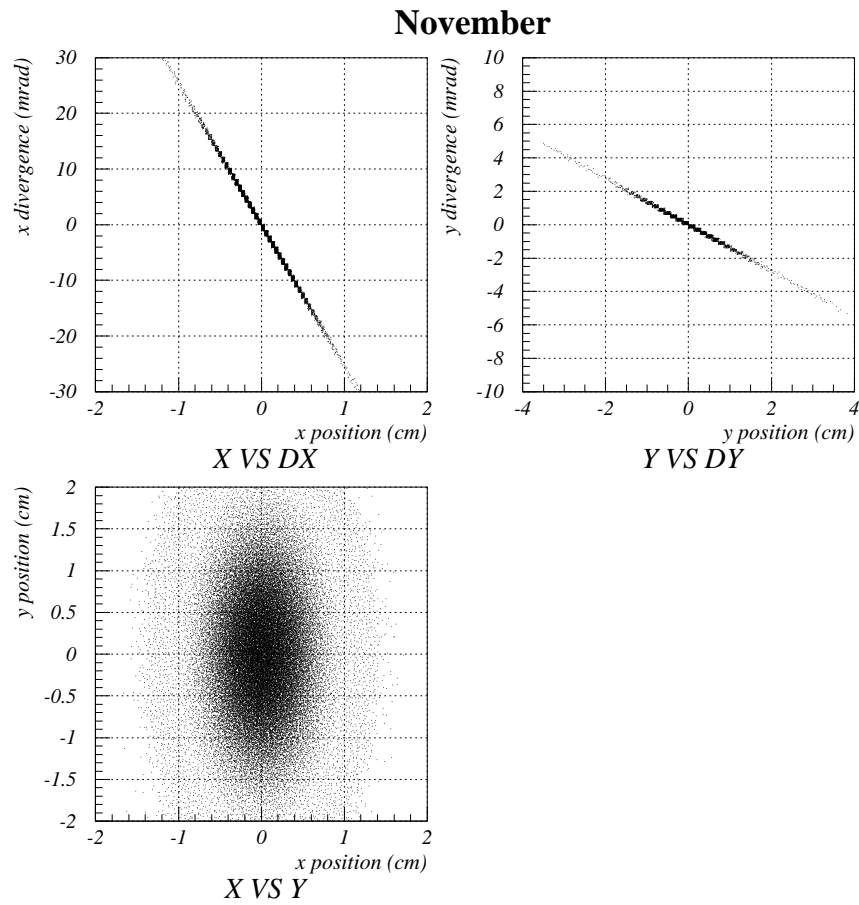 November
30
20
10
0
-10
-20
-30
-2 -1 0 1 2
x divergence (mrad)
x position (cm)
X VS DX
10
8
6
4
2
0
-2
-4
-6
-8
-10
-4 -2 0 2 4
y divergence (mrad)
y position (cm)
Y VS DY
2
1.5
1
0.5
0
-0.5
-1
-1.5
-2
-2 -1 0 1 2
y position (cm)
x position (cm)
X VS Y